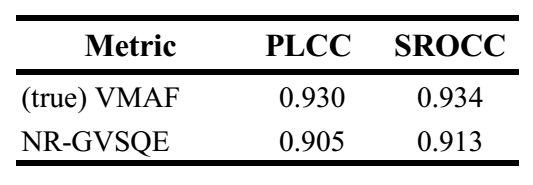 Metric PLCC SROCC
(true) VMAF 0.930 0.934
NR-GVSQE 0.905 0.913